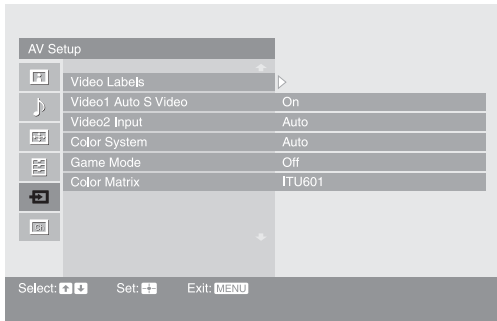 AV Setup
Video Labels
Video1 Auto S Video On
Video2 Input Auto
Color System Auto
Game Mode Off
Color Matrix ITU601
Select: Set: Exit: MENU